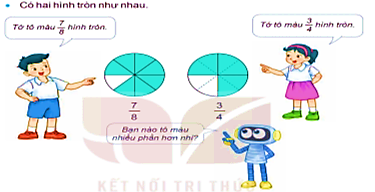 Có hai hình tròn như nhau.
Tớ tô màu 7/8 hình tròn.
Tớ tô màu 3/4 hình tròn.
7/8
3/4
Bạn nào tô màu
nhiều phần hơn nhỉ?
KẾT NỐI TRI THỨC